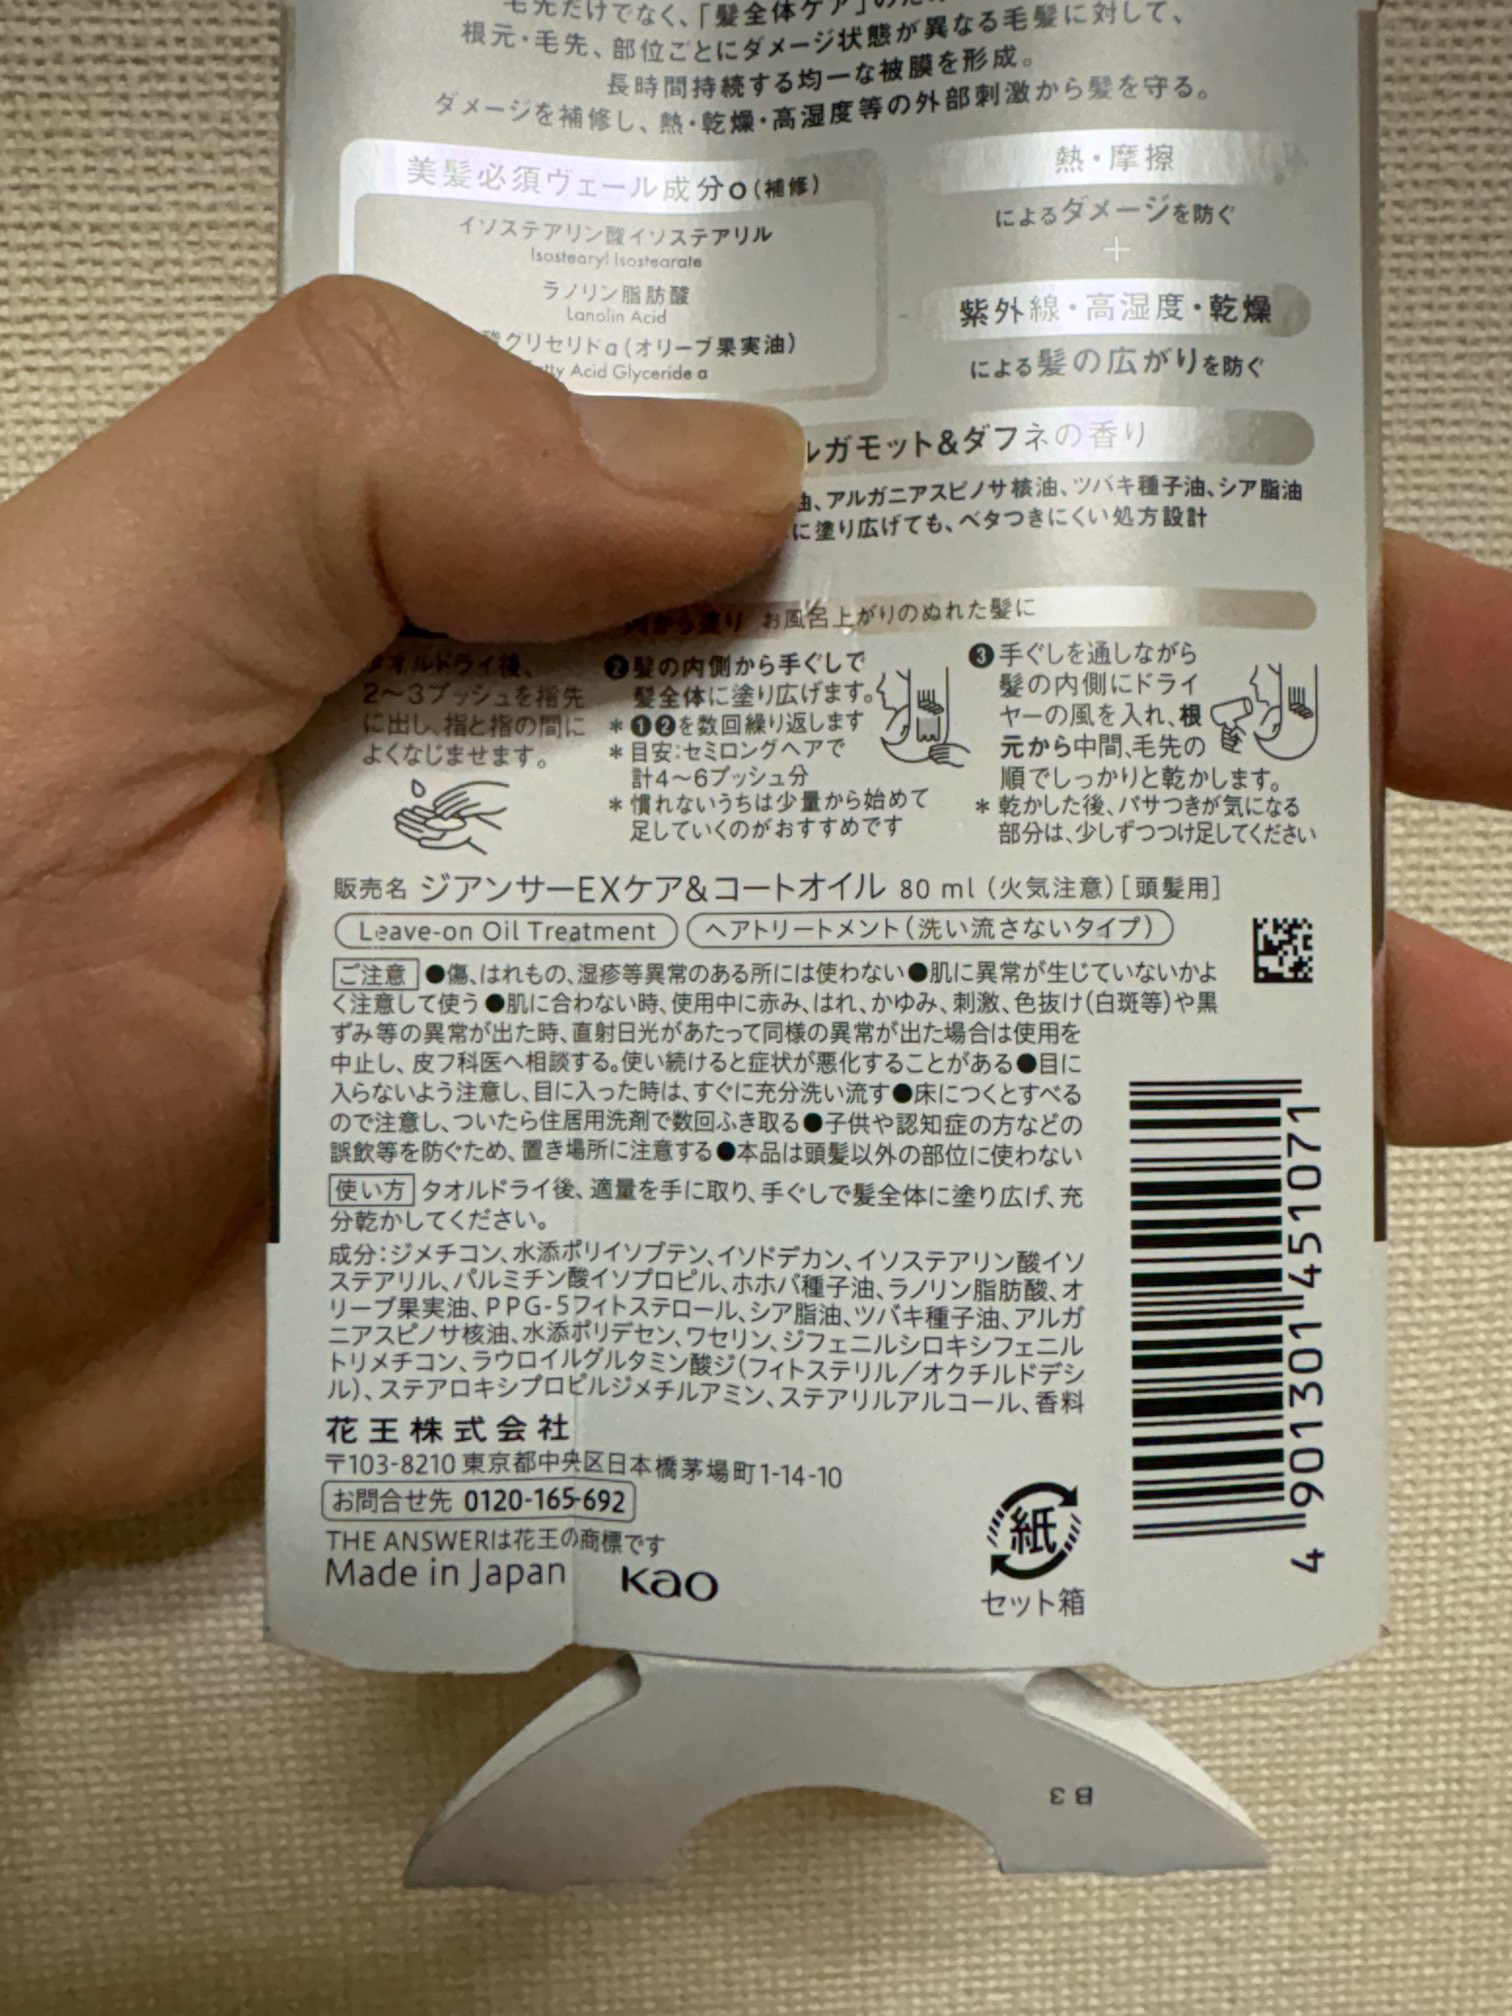 毛先だけでなく、「髪全体ケア」の
根元・毛先、部位ごとにダメージ状態が異なる毛髪に対して、
長時間持続する均一な被膜を形成。
ダメージを補修し、熱・乾燥・高湿度等の外部刺激から髪を守る。
美髪必須ヴェール成分o(補修)
イソステアリン酸イソステアリル
Isostearyl Isostearate
ラノリン脂肪酸
Lanolin Acid
酸グリセリドa(オリーブ果実油)
Acid Glyceride a
熱・摩擦
によるダメージを防ぐ
+
紫外線・高湿度・乾燥
による髪の広がりを防ぐ
ルガモット&ダフネの香り
油、アルガニアスピノサ核油、ツバキ種子油、シア脂油
に塗り広げても、ベタつきにくい処方設計
から塗り お風呂上がりのぬれた髪に
タオルドライ後、
2〜3プッシュを指先
に出し、指と指の間に
よくなじませます。
❷髪の内側から手ぐしで
髪全体に塗り広げます。
*❶❷を数回繰り返します
*目安:セミロングヘアで
計4〜6プッシュ分
*慣れないうちは少量から始めて
足していくのがおすすめです
❸手ぐしを通しながら
髪の内側にドライ
ヤーの風を入れ、根
元から中間、毛先の
順でしっかりと乾かします。
*乾かした後、パサつきが気になる
部分は、少しずつつけ足してください
販売名 ジアンサーEXケア&コートオイル 80 ml (火気注意)[頭髪用]
Leave-on Oil Treatment ヘアトリートメント(洗い流さないタイプ)
ご注意 ●傷、はれもの、湿疹等異常のある所には使わない●肌に異常が生じていないかよ
く注意して使う●肌に合わない時、使用中に赤み、はれ、かゆみ、刺激、色抜け(白斑等)や黒
ずみ等の異常が出た時、直射日光があたって同様の異常が出た場合は使用を
中止し、皮フ科医へ相談する。使い続けると症状が悪化することがある●目に
入らないよう注意し、目に入った時は、すぐに充分洗い流す●床につくとすべる
ので注意し、ついたら住居用洗剤で数回ふき取る●子供や認知症の方などの
誤飲等を防ぐため、置き場所に注意する●本品は頭髪以外の部位に使わない
使い方 タオルドライ後、適量を手に取り、手ぐしで髪全体に塗り広げ、充
分乾かしてください。
成分:ジメチコン、水添ポリイソブテン、イソドデカン、イソステアリン酸イソ
ステアリル、パルミチン酸イソプロピル、ホホバ種子油、ラノリン脂肪酸、オ
リーブ果実油、PPG-5フィトステロール、シア脂油、ツバキ種子油、アルガ
ニアスピノサ核油、水添ポリデセン、ワセリン、ジフェニルシロキシフェニル
トリメチコン、ラウロイルグルタミン酸ジ(フィトステリル/オクチルドデシ
ル)、ステアロキシプロピルジメチルアミン、ステアリルアルコール、香料
花王株式会社
〒103-8210 東京都中央区日本橋茅場町1-14-10
お問合せ先 0120-165-692
THE ANSWERは花王の商標です
Made in Japan kao
紙
セット箱
4 901301 451071
B3